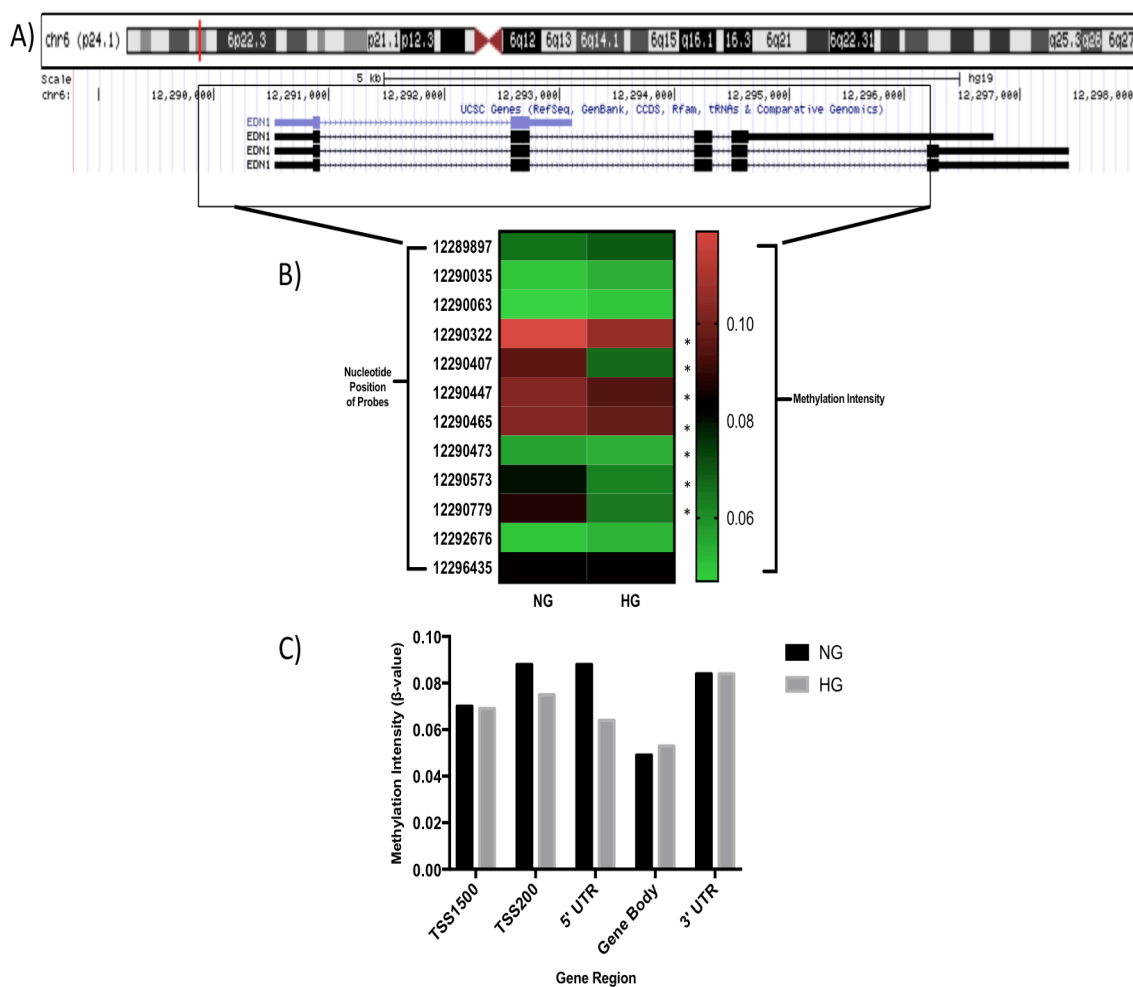 A)
chr6 (p24.1) 6p22.3 p21.1 p12.3 6q12 6q13 6q14.1 6q15 q16.1 16.3 6q21 6q22.31 q25.3 q26 6q27
Scale 5 kb hg19
chr6: 12,290,000 12,291,000 12,292,000 12,293,000 12,294,000 12,295,000 12,296,000 12,297,000 12,298,000
UCSC Genes (RefSeq, GenBank, CCDS, Rfam, tRNAs & Comparative Genomics)
EDN1
EDN1
EDN1
EDN1
B)
Nucleotide
Position
of Probes
12289897
12290035
12290063
12290322 *
12290407 *
12290447 *
12290465 *
12290473 *
12290573 *
12290779 *
12292676
12296435
NG HG
0.10
0.08
0.06
Methylation Intensity
C)
Methylation Intensity (β-value)
0.10
0.08
0.06
0.04
0.02
0.00
TSS1500 TSS200 5' UTR Gene Body 3' UTR
Gene Region
NG
HG